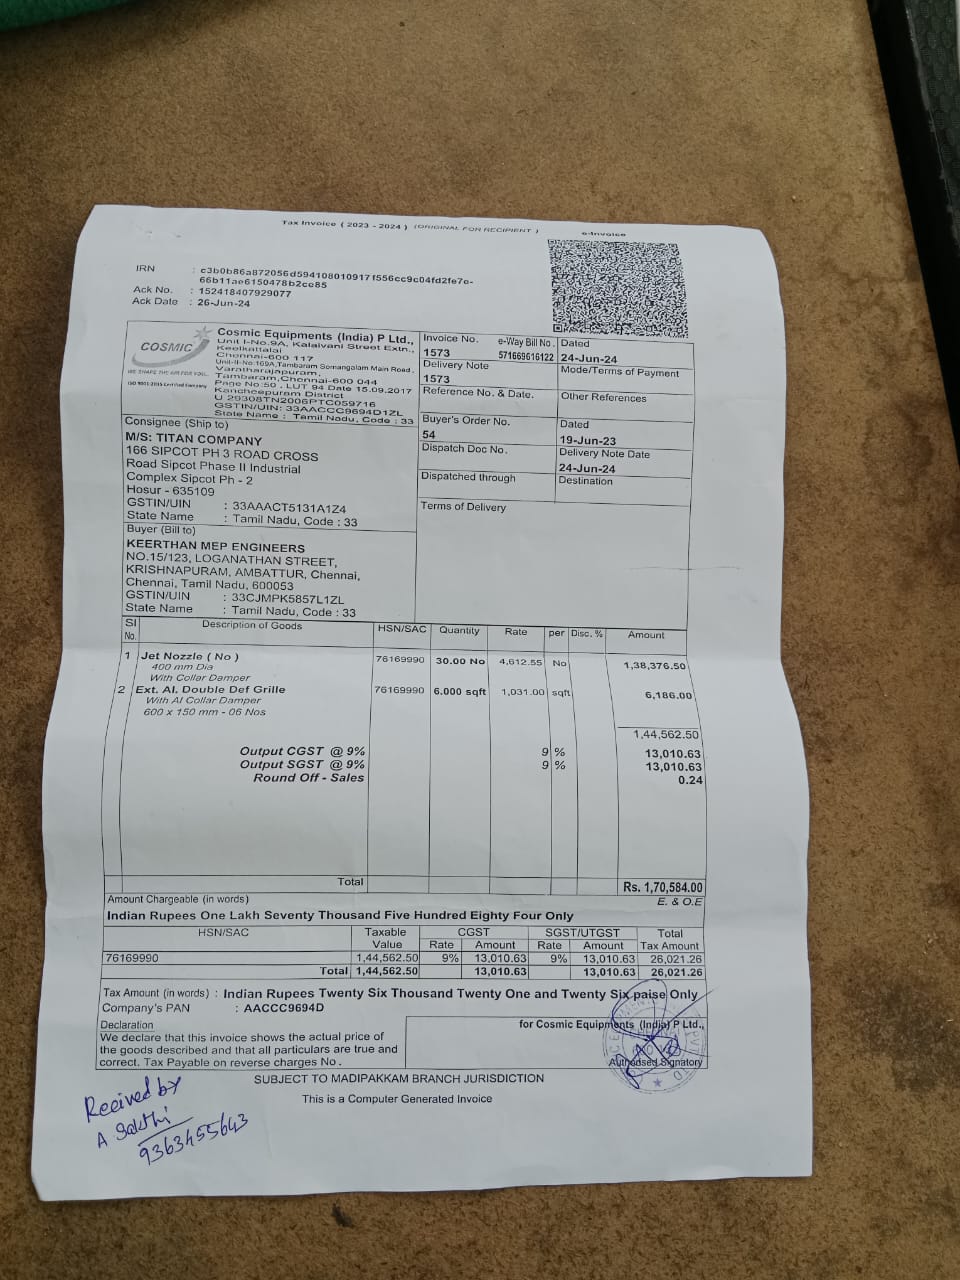 Tax Invoice ( 2023 - 2024 ) (ORIGINAL FOR RECIPIENT )
e-Invoice
IRN :
66b11ae6150478b2ce85
Ack No. : 152418407929077
Ack Date : 26-Jun-24
COSMIC
WE SHAPE THE AIR FOR YOU..
Cosmic Equipments (India) P Ltd.,
Unit I-No.9A, Kalaivani Street Extn.,
Keelkattalai
Chennai-600 117
Unit-II-No.169A,Tambaram Somangalam Main Road,
Varatharajapuram,
Tambaram,Chennai-600 044
Page No:50 , LUT 94 Date 15.09.2017
Kancheepuram District
U 29308TN2006PTC059716
GSTIN/UIN: 33AACCC9694D1ZL
State Name : Tamil Nadu, Code : 33
Invoice No.
1573
e-Way Bill No.
571669616122
Dated
24-Jun-24
Delivery Note
1573
Mode/Terms of Payment
Reference No. & Date.
Other References
Buyer's Order No.
54
Dated
19-Jun-23
Dispatch Doc No.
Delivery Note Date
24-Jun-24
Dispatched through
Destination
Terms of Delivery
Consignee (Ship to)
M/S: TITAN COMPANY
166 SIPCOT PH 3 ROAD CROSS
Road Sipcot Phase II Industrial
Complex Sipcot Ph - 2
Hosur - 635109
GSTIN/UIN : 33AAACT5131A1Z4
State Name : Tamil Nadu, Code : 33
Buyer (Bill to)
KEERTHAN MEP ENGINEERS
NO.15/123, LOGANATHAN STREET,
KRISHNAPURAM, AMBATTUR, Chennai,
Chennai, Tamil Nadu, 600053
GSTIN/UIN : 33CJMPK5857L1ZL
State Name : Tamil Nadu, Code : 33
Sl No. Description of Goods HSN/SAC Quantity Rate per Disc. % Amount
1 Jet Nozzle ( No ) 76169990 30.00 No 4,612.55 No 1,38,376.50
400 mm Dia
With Collar Damper
2 Ext. Al. Double Def Grille 76169990 6.000 sqft 1,031.00 sqft 6,186.00
With Al Collar Damper
600 x 150 mm - 06 Nos
1,44,562.50
Output CGST @ 9% 9 % 13,010.63
Output SGST @ 9% 9 % 13,010.63
Round Off - Sales 0.24
Total Rs. 1,70,584.00
Amount Chargeable (in words) E. & O.E
Indian Rupees One Lakh Seventy Thousand Five Hundred Eighty Four Only
HSN/SAC Taxable Value CGST SGST/UTGST Total Tax Amount
Rate Amount Rate Amount
76169990 1,44,562.50 9% 13,010.63 9% 13,010.63 26,021.26
Total 1,44,562.50 13,010.63 13,010.63 26,021.26
Tax Amount (in words) : Indian Rupees Twenty Six Thousand Twenty One and Twenty Six paise Only
Company's PAN : AACCC9694D
Declaration
We declare that this invoice shows the actual price of
the goods described and that all particulars are true and
correct. Tax Payable on reverse charges No .
for Cosmic Equipments (India) P Ltd.,
Authorised Signatory
SUBJECT TO MADIPAKKAM BRANCH JURISDICTION
This is a Computer Generated Invoice
Received by
A Sakthi
9363455643